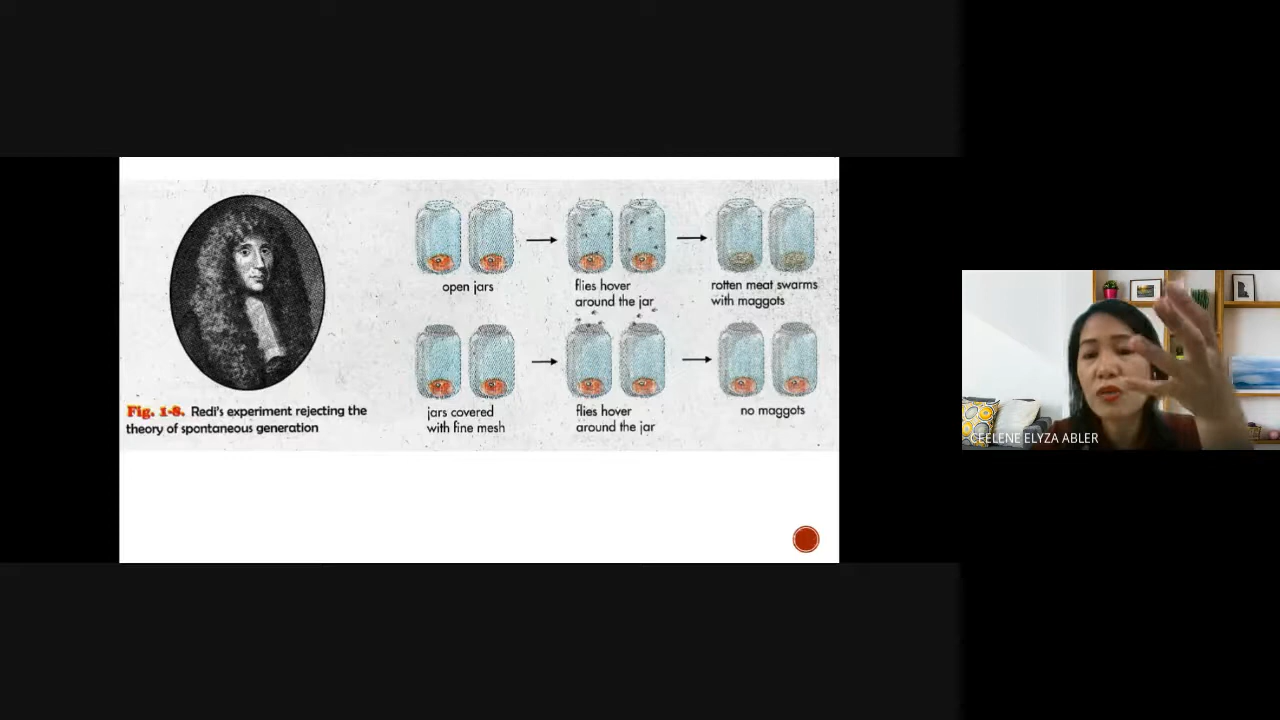 open jars
flies hover
around the jar
rotten meat swarms
with maggots
Fig. 1-8. Redi's experiment rejecting the
theory of spontaneous generation
jars covered
with fine mesh
flies hover
around the jar
no maggots
CEELENE ELYZA ABLER